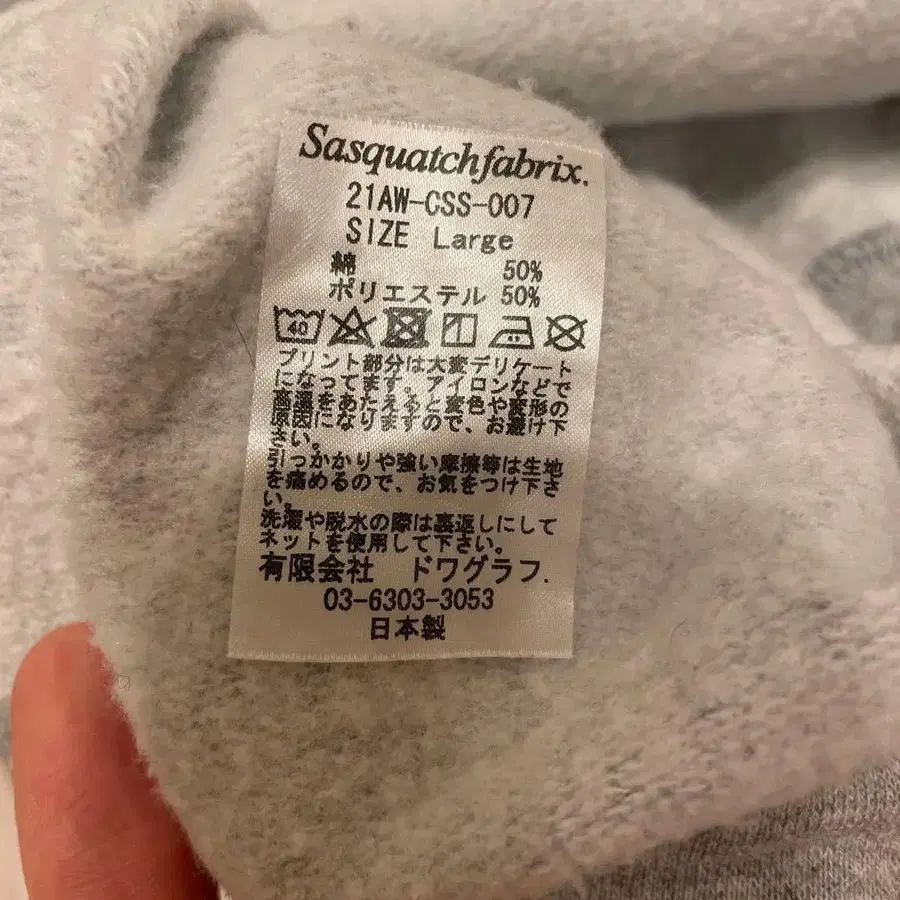 Sasquatchfabrix.
21AW-CSS-007
SIZE Large
綿 50%
ポリエステル 50%
40
プリント部分は大変デリケート
になってます。アイロンなどで
高温をあたえると変色や変形の
原因になりますので、お避け下
さい。
引っかかりや強い摩擦等は生地
を痛めるので、お気をつけ下さ
い。
洗濯や脱水の際は裏返しにして
ネットを使用して下さい。
有限会社 ドワグラフ.
03-6303-3053
日本製